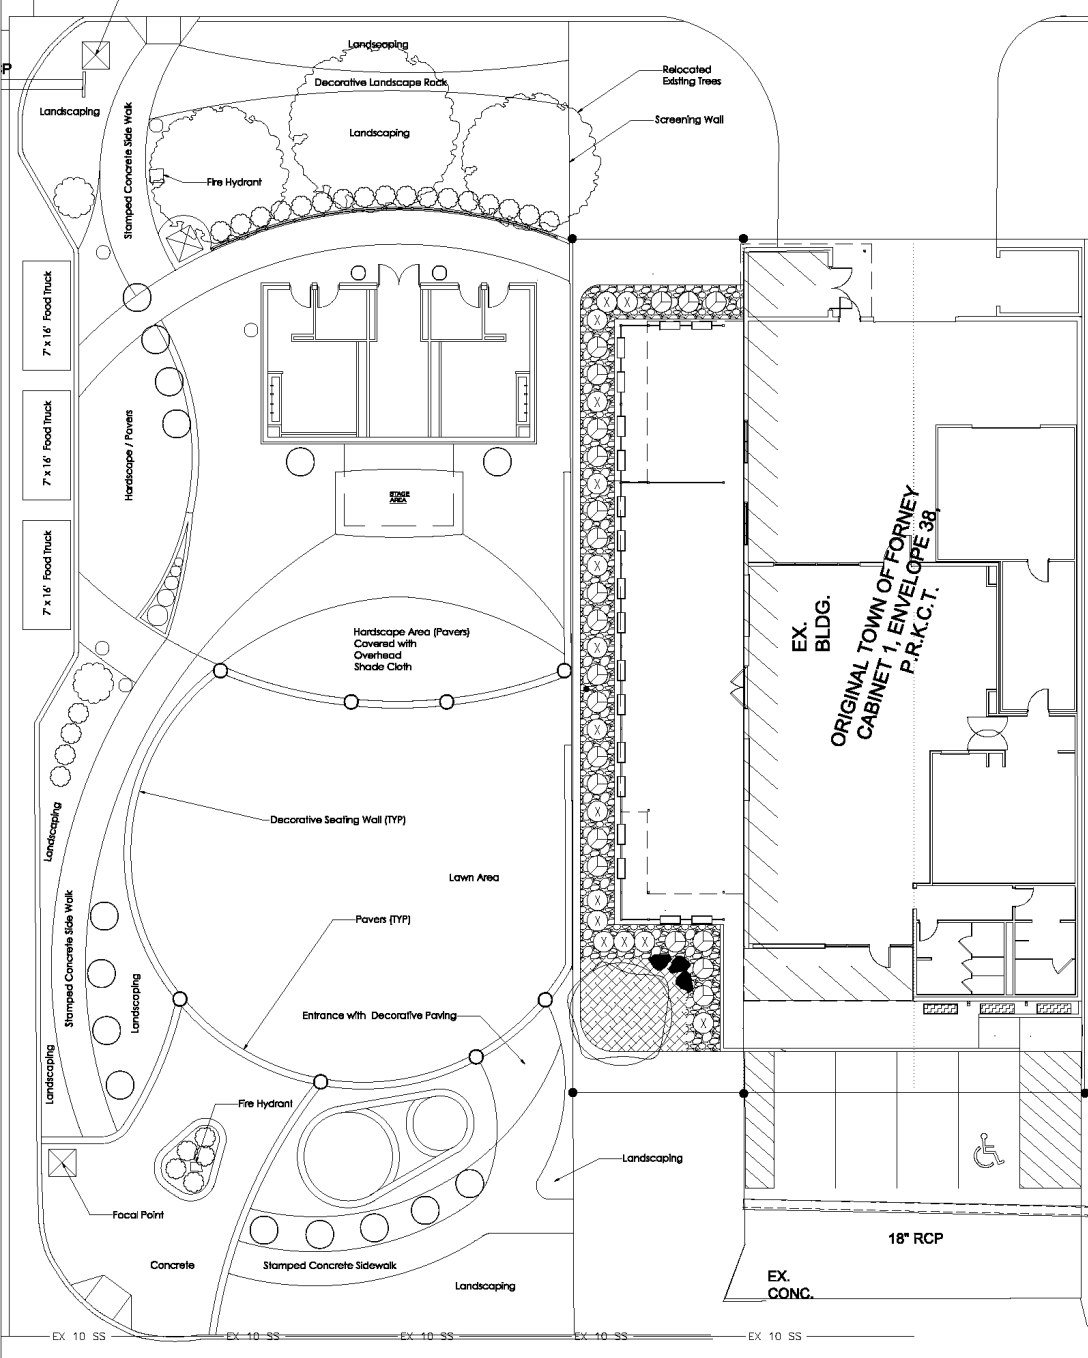 Landscaping
Relocated
Existing Trees
P
Decorative Landscape Rock
Landscaping
Stamped Concrete Side Walk
Screening Wall
Landscaping
Fire Hydrant
7' x 16' Food Truck
7' x 16' Food Truck
7' x 16' Food Truck
Hardscape / Pavers
STAGE
AREA
ORIGINAL TOWN OF FORNEY
CABINET 1, ENVELOPE 38,
P.R.K.C.T.
EX.
BLDG.
Hardscape Area (Pavers)
Covered with
Overhead
Shade Cloth
Landscaping
Decorative Seating Wall (TYP)
Lawn Area
Stamped Concrete Side Walk
Pavers (TYP)
Landscaping
Entrance with Decorative Paving
Landscaping
Fire Hydrant
Landscaping
Focal Point
18" RCP
Concrete
Stamped Concrete Sidewalk
Landscaping
EX.
CONC.
EX 10 SS
EX 10 SS
EX 10 SS
EX 10 SS
EX 10 SS